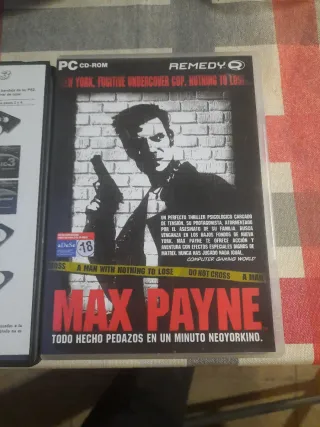 PC CD-ROM
REMEDY
YORK. FUGITIVE UNDERCOVER COP. NOTHING TO LOSE
UN PERFECTO THRILLER PSICOLOGICO CARGADO
DE TENSIÓN. SU PROTAGONISTA, ATORMENTADO
POR EL ASESINATO DE SU FAMILIA, BUSCA
VENGANZA EN LOS BAJOS FONDOS DE NUEVA
YORK. MAX PAYNE TE OFRECE ACCIÓN Y
AVENTURA CON EFECTOS ESPECIALES DIGNOS DE
MATRIX. NUNCA HAS JUGADO NADA IGUAL.
COMPUTER GAMING WORLD
aDeSe
18
CROSS
A MAN WITH NOTHING TO LOSE
DO NOT CROSS
A MAN
MAX PAYNE
TODO HECHO PEDAZOS EN UN MINUTO NEOYORKINO.